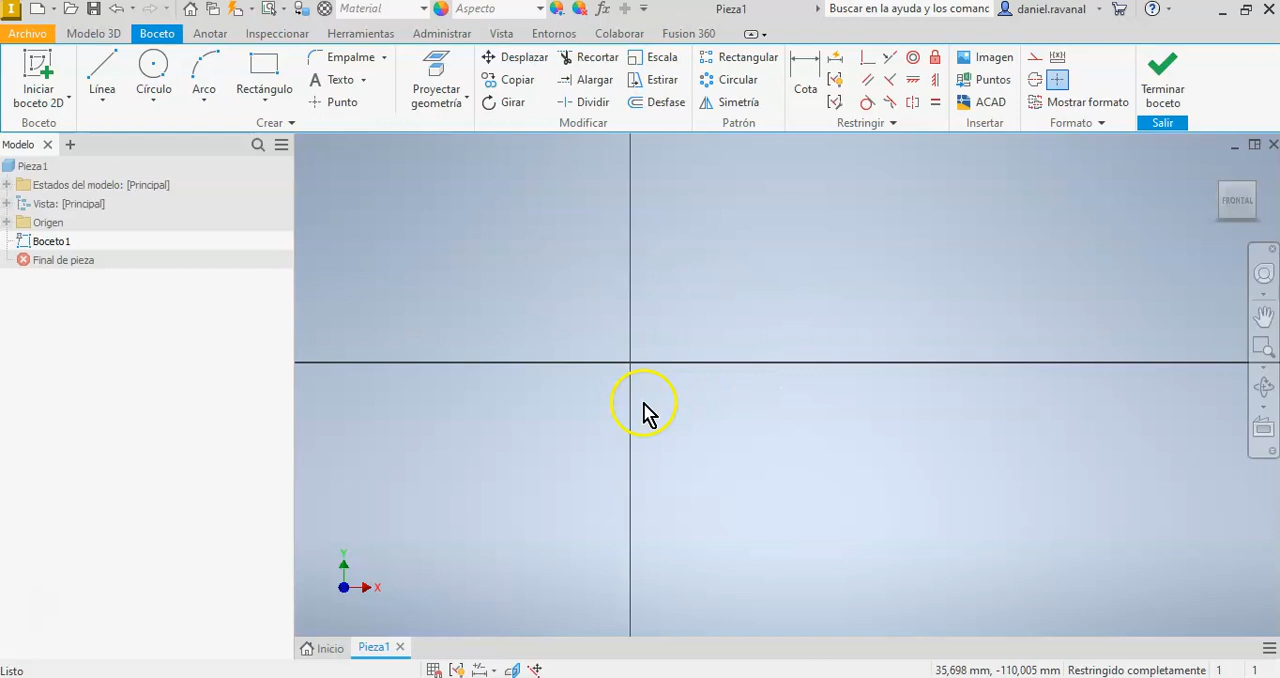 Material
Aspecto
Pieza1
Buscar en la ayuda y los comanc
daniel.ravanal
Archivo Modelo 3D Boceto Anotar Inspeccionar Herramientas Administrar Vista Entornos Colaborar Fusion 360
Iniciar boceto 2D
Línea
Círculo
Arco
Rectángulo
Empalme
Texto
Punto
Proyectar geometría
Desplazar
Copiar
Girar
Recortar
Alargar
Dividir
Escala
Estirar
Desfase
Rectangular
Circular
Simetría
Cota
Imagen
Puntos
ACAD
Mostrar formato
Terminar boceto
Boceto Crear Modificar Patrón Restringir Insertar Formato Salir
Modelo
Pieza1
Estados del modelo: [Principal]
Vista: [Principal]
Origen
Boceto1
Final de pieza
FRONTAL
Y
X
Inicio
Pieza1
Listo
35,698 mm, -110,005 mm Restringido completamente 1 1